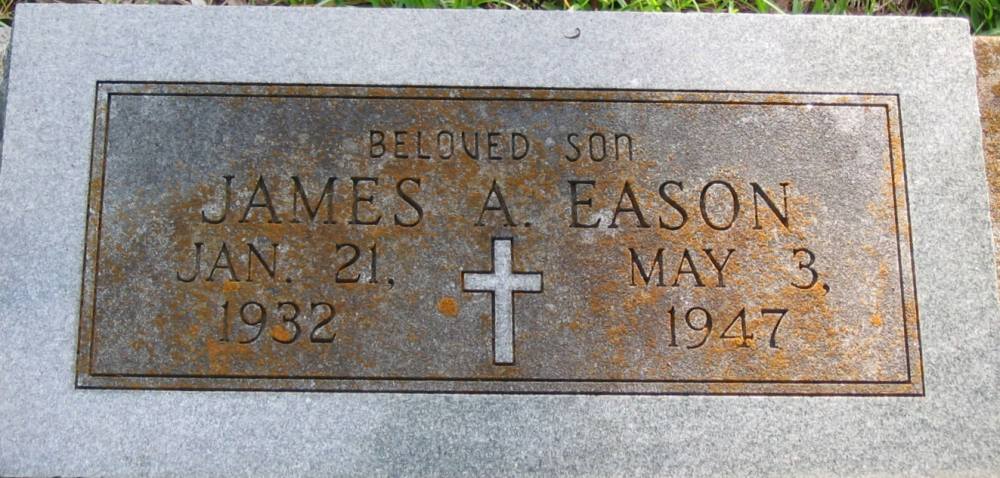 BELOVED SON
JAMES A. EASON
JAN. 21, MAY 3,
1932 1947